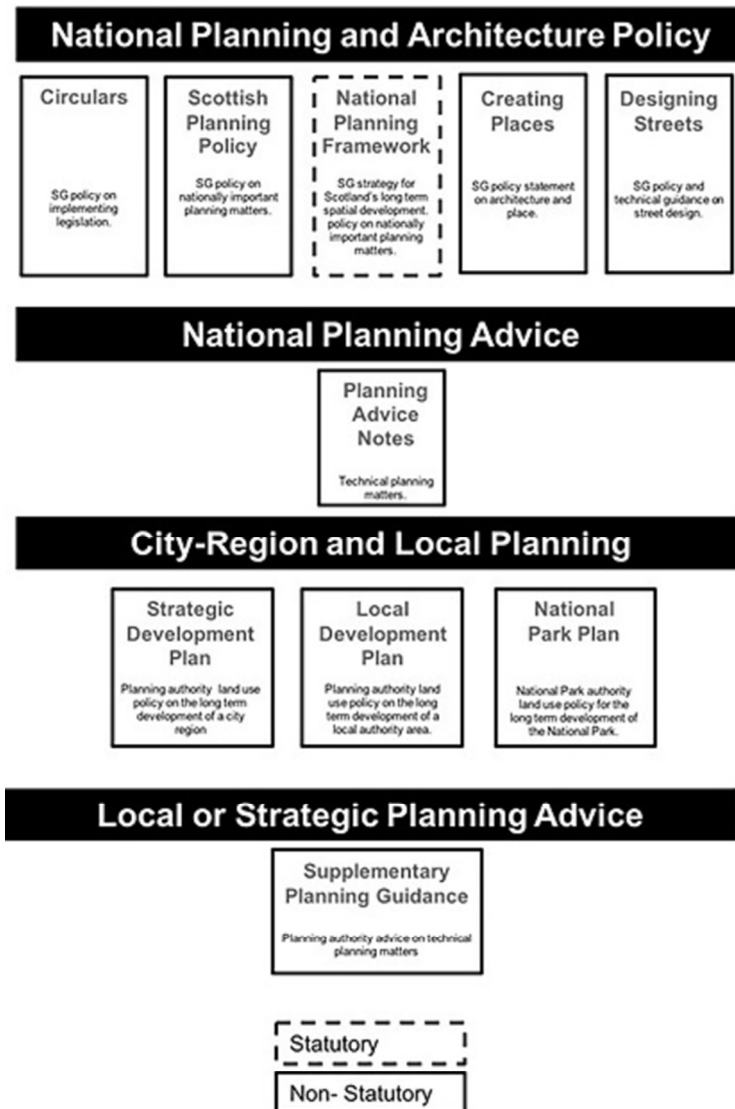 National Planning and Architecture Policy
Circulars
SG policy on
implementing
legislation.
Scottish
Planning
Policy
SG policy on
nationally important
planning matters.
National
Planning
Framework
SG strategy for
Scotland's long term
spatial development.
policy on nationally
important planning
matters.
Creating
Places
SG policy statement
on architecture and
place.
Designing
Streets
SG policy and
technical guidance on
street design.
National Planning Advice
Planning
Advice
Notes
Technical planning
matters.
City-Region and Local Planning
Strategic
Development
Plan
Planning authority land use
policy on the long term
development of a city
region
Local
Development
Plan
Planning authority land
use policy on the long
term development of a
local authority area.
National
Park Plan
National Park authority
land use policy for the
long term development of
the National Park.
Local or Strategic Planning Advice
Supplementary
Planning Guidance
Planning authority advice on technical
planning matters
Statutory
Non- Statutory